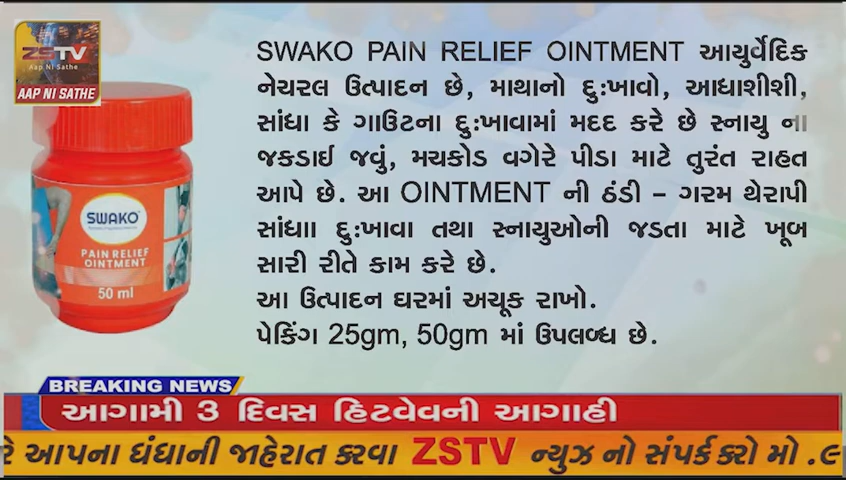 ZSTV
Aap Ni Sathe
AAP NI SATHE
SWAKO PAIN RELIEF OINTMENT આયુર્વેદિક
નેચરલ ઉત્પાદન છે, માથાનો દુઃખાવો, આધાશીશી,
સાંધા કે ગાઉટના દુઃખાવામાં મદદ કરે છે સ્નાયુ ના
જકડાઈ જવું, મચકોડ વગેરે પીડા માટે તુરંત રાહત
આપે છે. આ OINTMENT ની ઠંડી – ગરમ થેરાપી
સાંધાા દુઃખાવા તથા સ્નાયુઓની જડતા માટે ખૂબ
સારી રીતે કામ કરે છે.
આ ઉત્પાદન ઘરમાં અચૂક રાખો.
પેકિંગ 25gm, 50gm માં ઉપલબ્ધ છે.
SWAKO
PAIN RELIEF
OINTMENT
50 ml
BREAKING NEWS
આગામી 3 દિવસ હિટવેવની આગાહી
રે આપના ધંધાની જાહેરાત કરવા ZSTV ન્યુઝ નો સંપર્ક કરો મો .૯